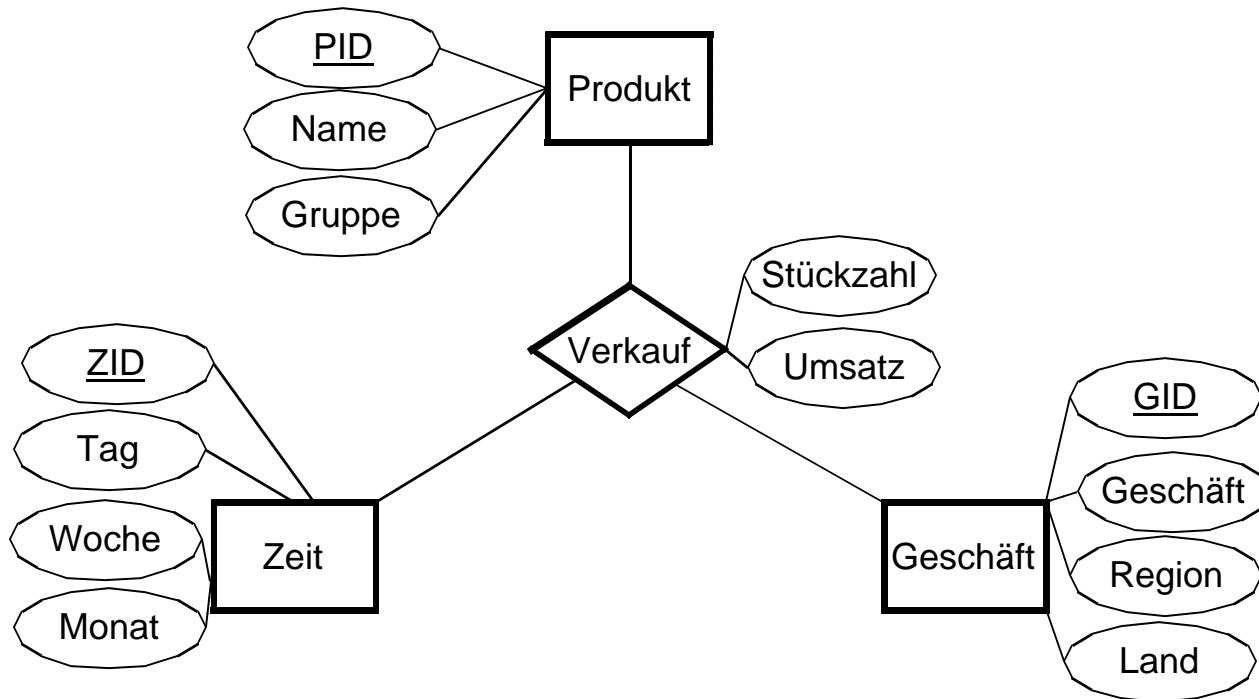 PID
Produkt
Name
Gruppe
Stückzahl
Verkauf
Umsatz
ZID
GID
Tag
Geschäft
Woche
Zeit
Geschäft
Region
Monat
Land